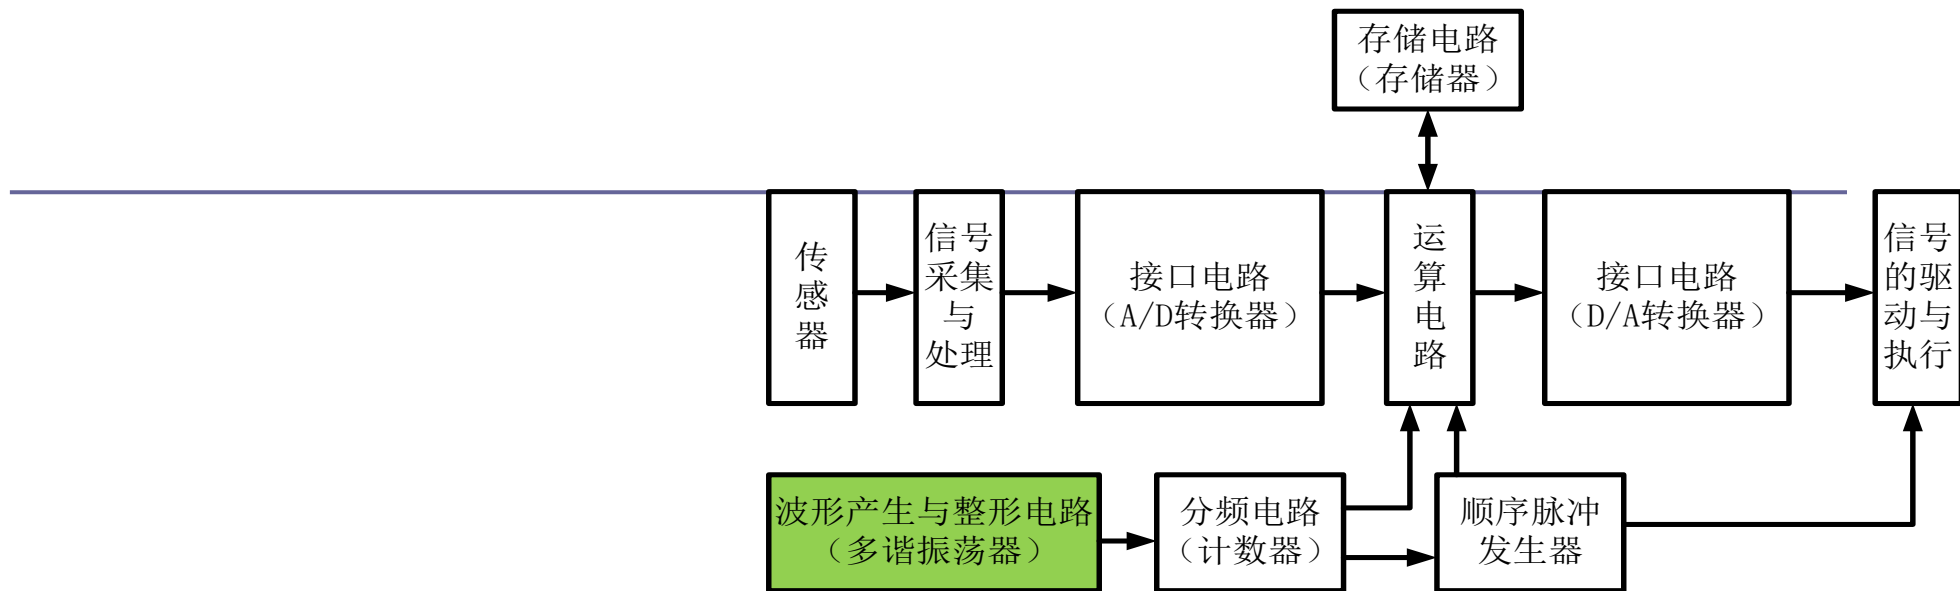 存储电路
（存储器）
传
感
器
信号
采集
与
处理
接口电路
（A/D转换器）
运
算
电
路
接口电路
（D/A转换器）
信号
的驱
动与
执行
波形产生与整形电路
（多谐振荡器）
分频电路
（计数器）
顺序脉冲
发生器